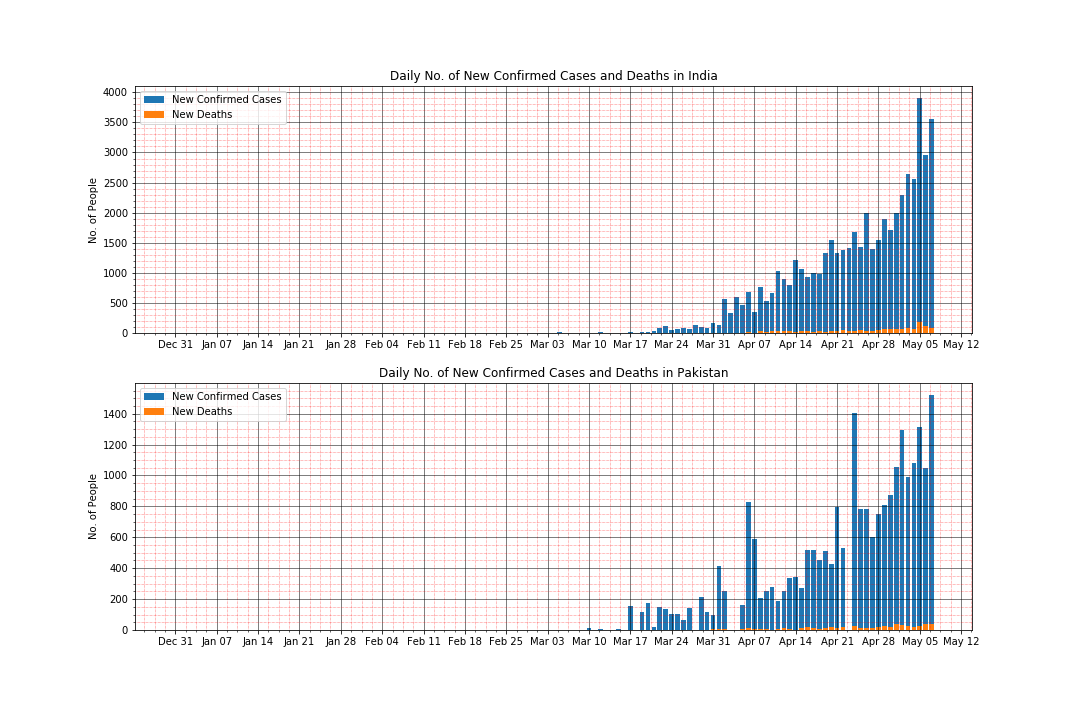 Daily No. of New Confirmed Cases and Deaths in India
New Confirmed Cases
New Deaths
No. of People
4000
3500
3000
2500
2000
1500
1000
500
0
Dec 31 Jan 07 Jan 14 Jan 21 Jan 28 Feb 04 Feb 11 Feb 18 Feb 25 Mar 03 Mar 10 Mar 17 Mar 24 Mar 31 Apr 07 Apr 14 Apr 21 Apr 28 May 05 May 12
Daily No. of New Confirmed Cases and Deaths in Pakistan
New Confirmed Cases
New Deaths
No. of People
1400
1200
1000
800
600
400
200
0
Dec 31 Jan 07 Jan 14 Jan 21 Jan 28 Feb 04 Feb 11 Feb 18 Feb 25 Mar 03 Mar 10 Mar 17 Mar 24 Mar 31 Apr 07 Apr 14 Apr 21 Apr 28 May 05 May 12